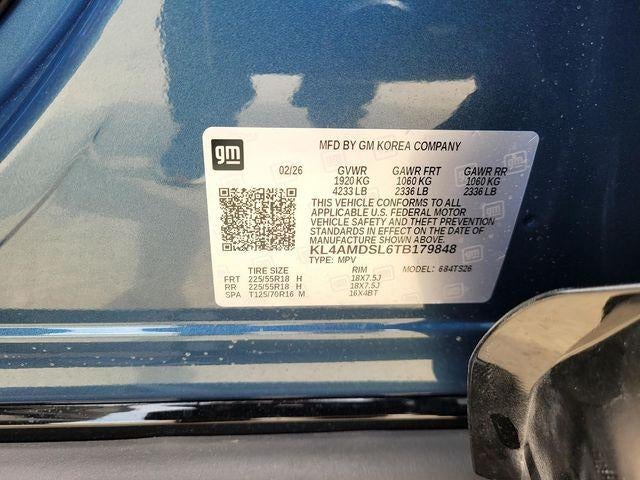 gm
MFD BY GM KOREA COMPANY
02/26 GVWR GAWR FRT GAWR RR
1920 KG 1060 KG 1060 KG
4233 LB 2336 LB 2336 LB
THIS VEHICLE CONFORMS TO ALL
APPLICABLE U.S. FEDERAL MOTOR
VEHICLE SAFETY AND THEFT PREVENTION
STANDARDS IN EFFECT ON THE DATE OF
MANUFACTURE SHOWN ABOVE.
KL4AMDSL6TB179848
TYPE: MPV MODEL: 684TS26
TIRE SIZE RIM
FRT 225/55R18 H 18X7.5J
RR 225/55R18 H 18X7.5J
SPA T125/70R16 M 16X4BT